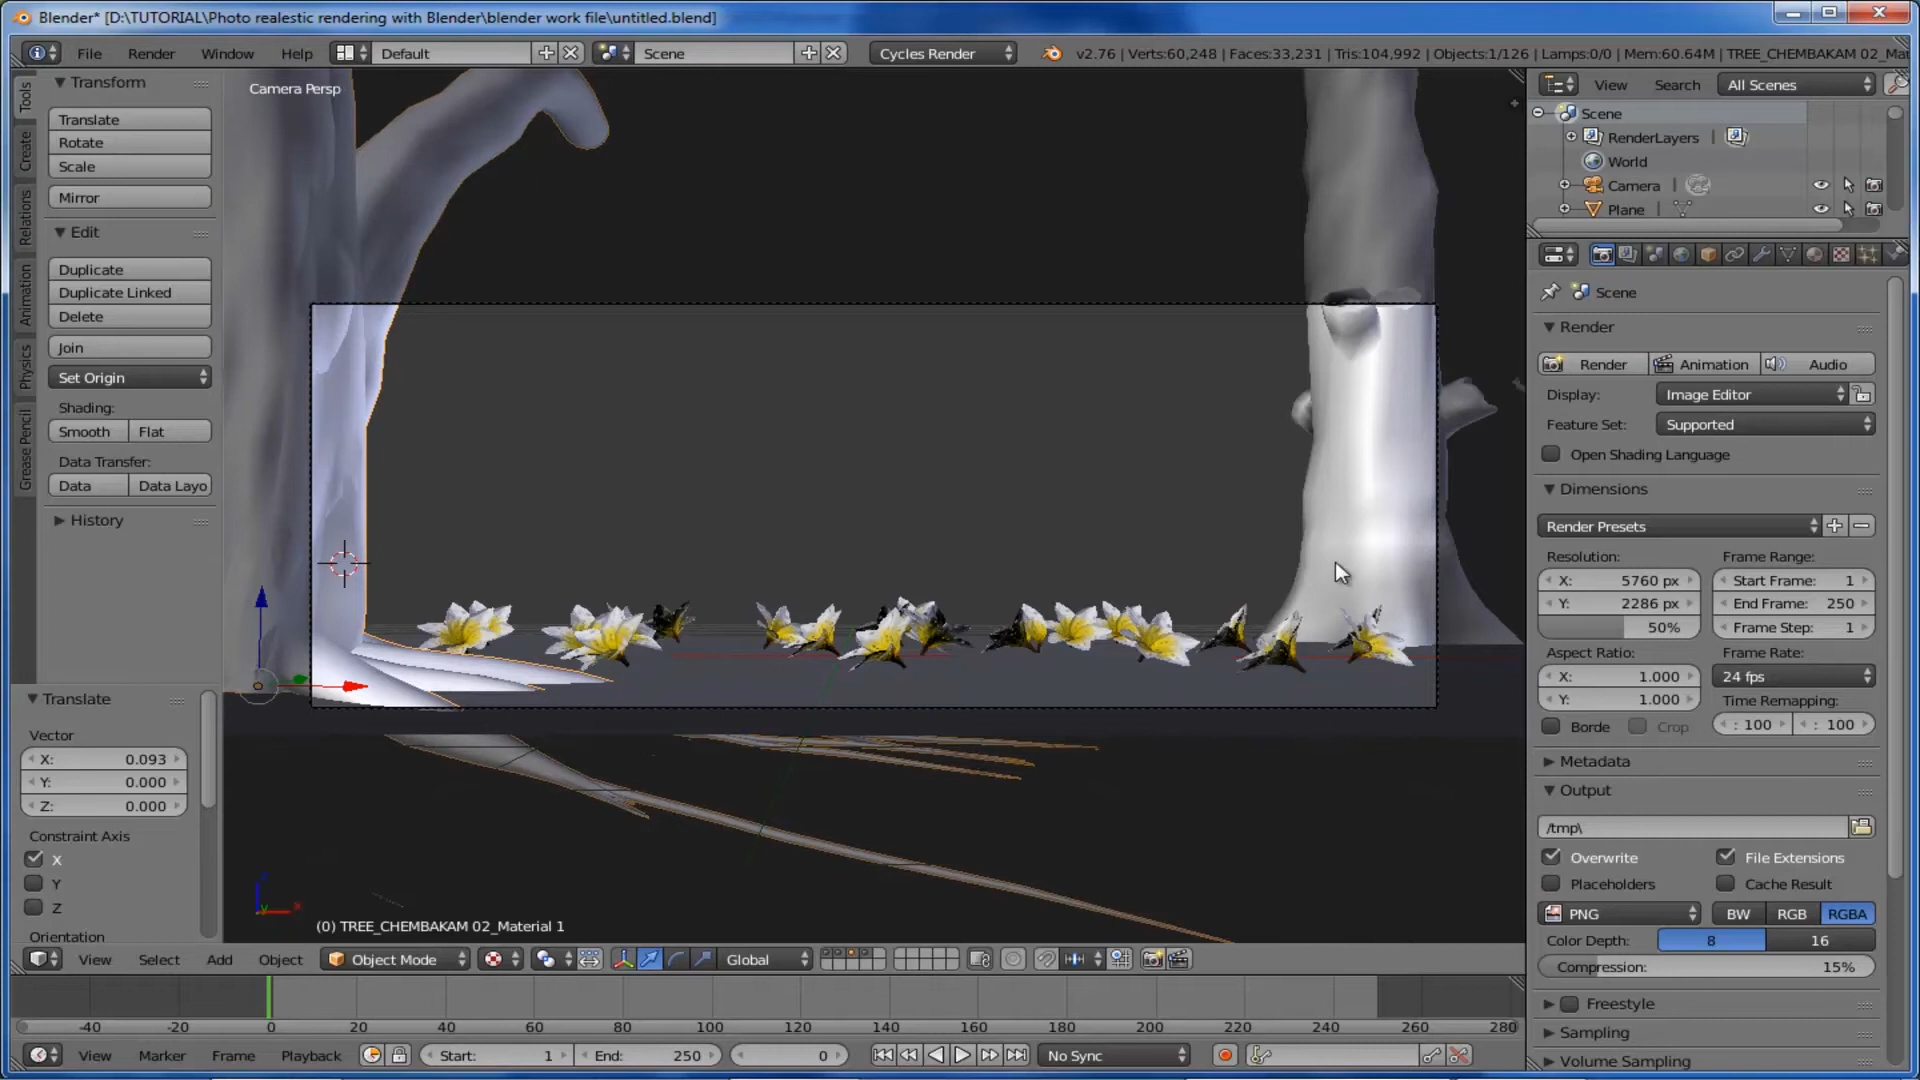 Blender* [D:\TUTORIAL\Photo realestic rendering with Blender\blender work file\untitled.blend]
File Render Window Help Default Scene Cycles Render v2.76 | Verts:60,248 | Faces:33,231 | Tris:104,992 | Objects:1/126 | Lamps:0/0 | Mem:60.64M | TREE_CHEMBAKAM 02_Ma
Tools
Create
Relations
Animation
Physics
Grease Pencil
Transform
Translate
Rotate
Scale
Mirror
Edit
Duplicate
Duplicate Linked
Delete
Join
Set Origin
Shading:
Smooth Flat
Data Transfer:
Data Data Layo
History
Translate
Vector
X: 0.093
Y: 0.000
Z: 0.000
Constraint Axis
X
Y
Z
Orientation
Camera Persp
(0) TREE_CHEMBAKAM 02_Material 1
View Select Add Object Object Mode Global
-40 -20 0 20 40 60 80 100 120 140 160 180 200 220 240 260 280
View Marker Frame Playback Start: 1 End: 250 0 No Sync
View Search All Scenes
Scene
RenderLayers |
World
Camera |
Plane |
Scene
Render
Render Animation Audio
Display: Image Editor
Feature Set: Supported
Open Shading Language
Dimensions
Render Presets
Resolution: Frame Range:
X: 5760 px Start Frame: 1
Y: 2286 px End Frame: 250
50% Frame Step: 1
Aspect Ratio: Frame Rate:
X: 1.000 24 fps
Y: 1.000 Time Remapping:
Borde Crop : 100 : 100
Metadata
Output
/tmp\
Overwrite File Extensions
Placeholders Cache Result
PNG BW RGB RGBA
Color Depth: 8 16
Compression: 15%
Freestyle
Sampling
Volume Sampling